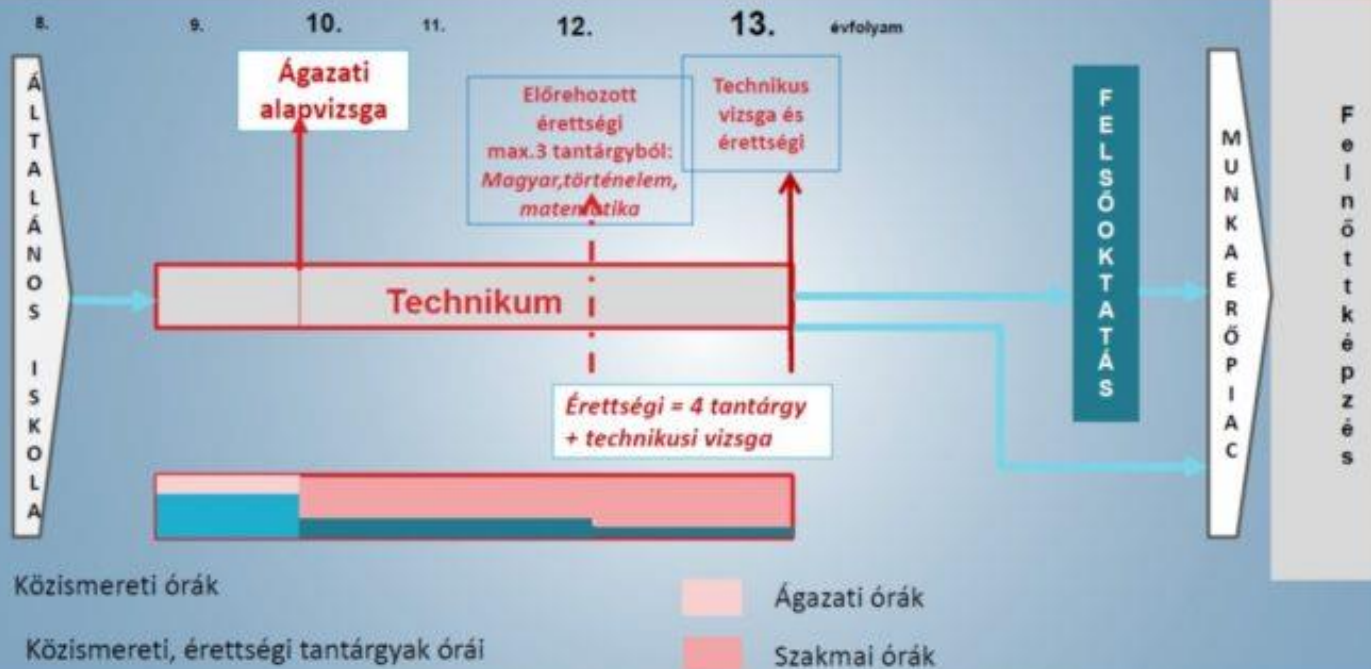 8. 9. 10. 11. 12. 13. évfolyam
ÁLTALÁNOS ISKOLA
Ágazati
alapvizsga
Előrehozott
érettségi
max.3 tantárgyból:
Magyar,történelem,
matematika
Technikus
vizsga és
érettségi
Technikum
Érettségi = 4 tantárgy
+ technikusi vizsga
FELSŐOKTATÁS
MUNKAERŐPIAC
Felnőttképzés
Közismereti órák
Ágazati órák
Közismereti, érettségi tantárgyak órái
Szakmai órák